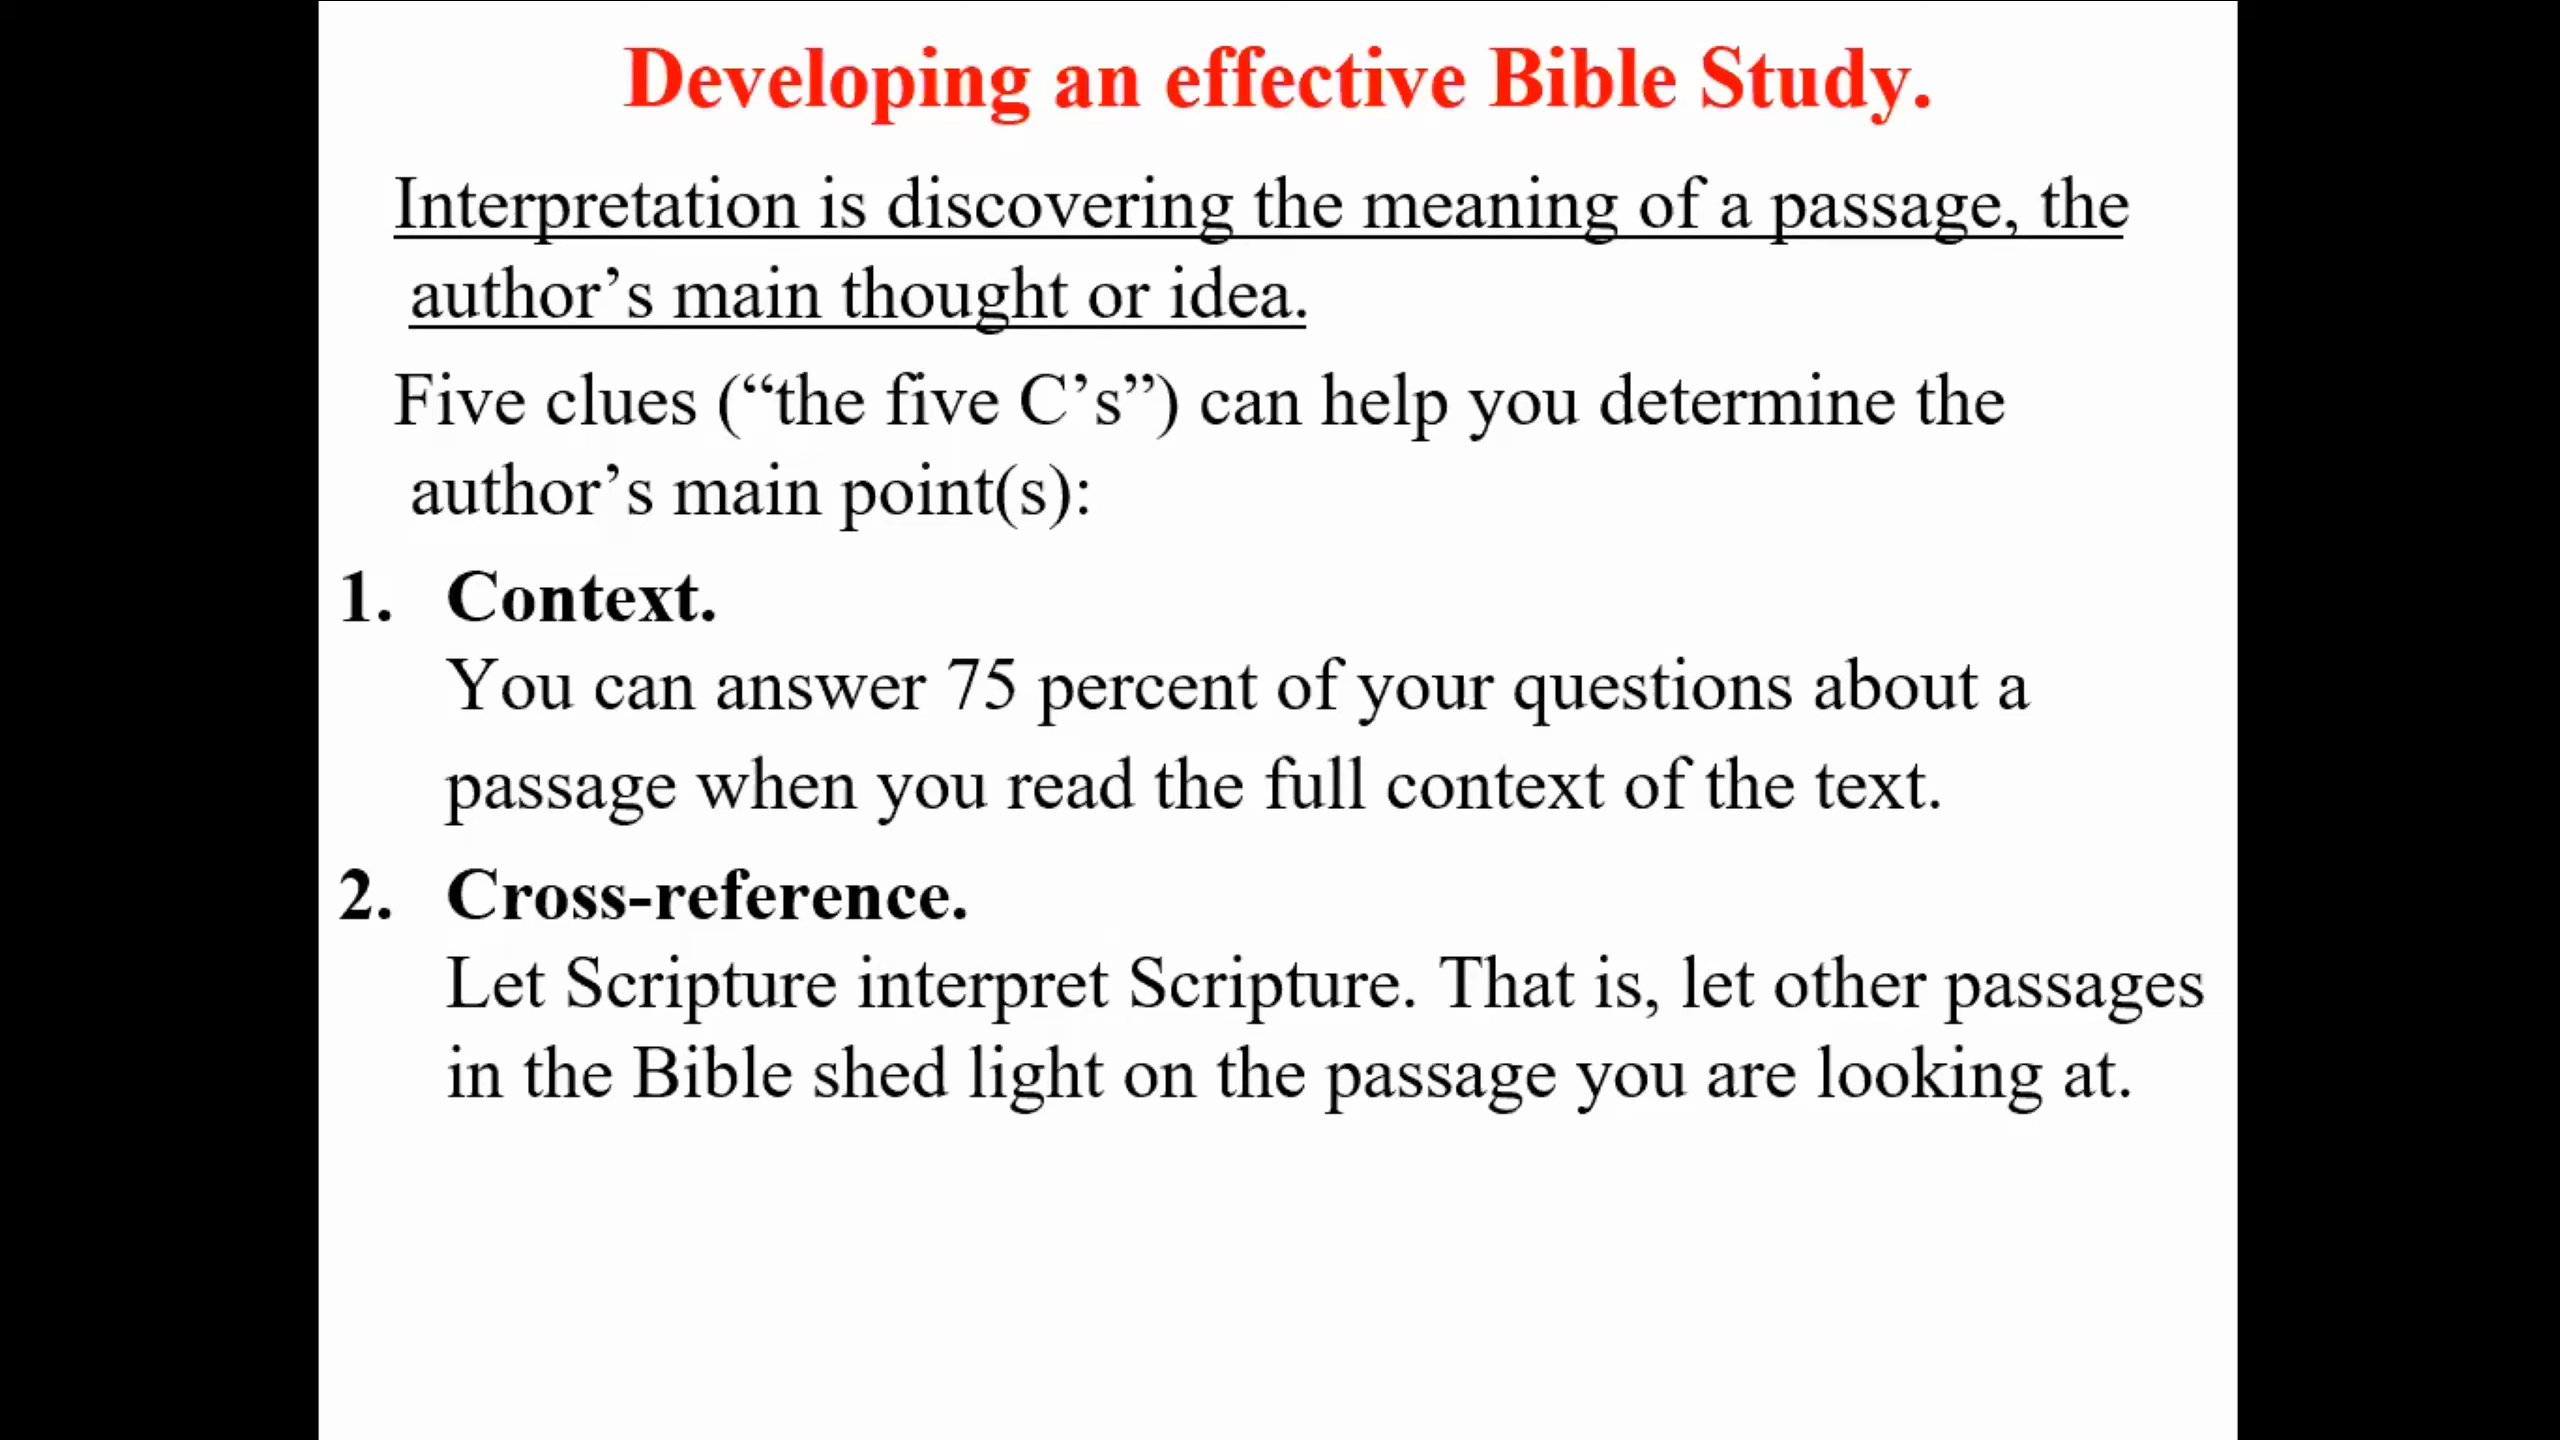 Developing an effective Bible Study.
Interpretation is discovering the meaning of a passage, the
author’s main thought or idea.
Five clues (“the five C’s”) can help you determine the
author’s main point(s):
1. Context.
You can answer 75 percent of your questions about a
passage when you read the full context of the text.
2. Cross-reference.
Let Scripture interpret Scripture. That is, let other passages
in the Bible shed light on the passage you are looking at.